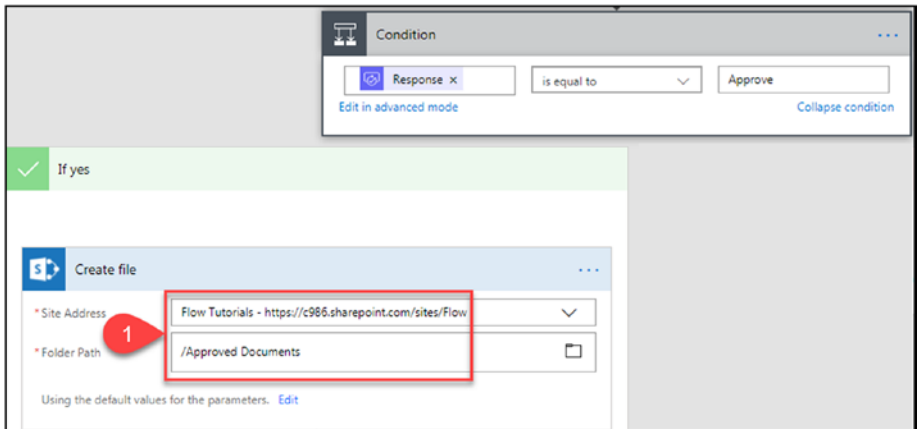 Condition
...
Response × is equal to Approve
Edit in advanced mode Collapse condition
If yes
S Create file ...
* Site Address Flow Tutorials - https://c986.sharepoint.com/sites/Flow
1
* Folder Path /Approved Documents
Using the default values for the parameters. Edit